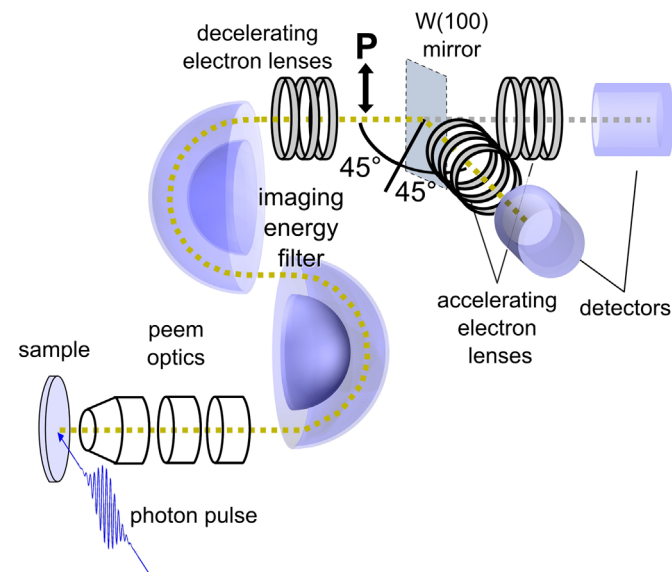 decelerating
electron lenses
P
W(100)
mirror
45°
45°
imaging
energy
filter
accelerating
electron
lenses
detectors
sample
peem
optics
photon pulse